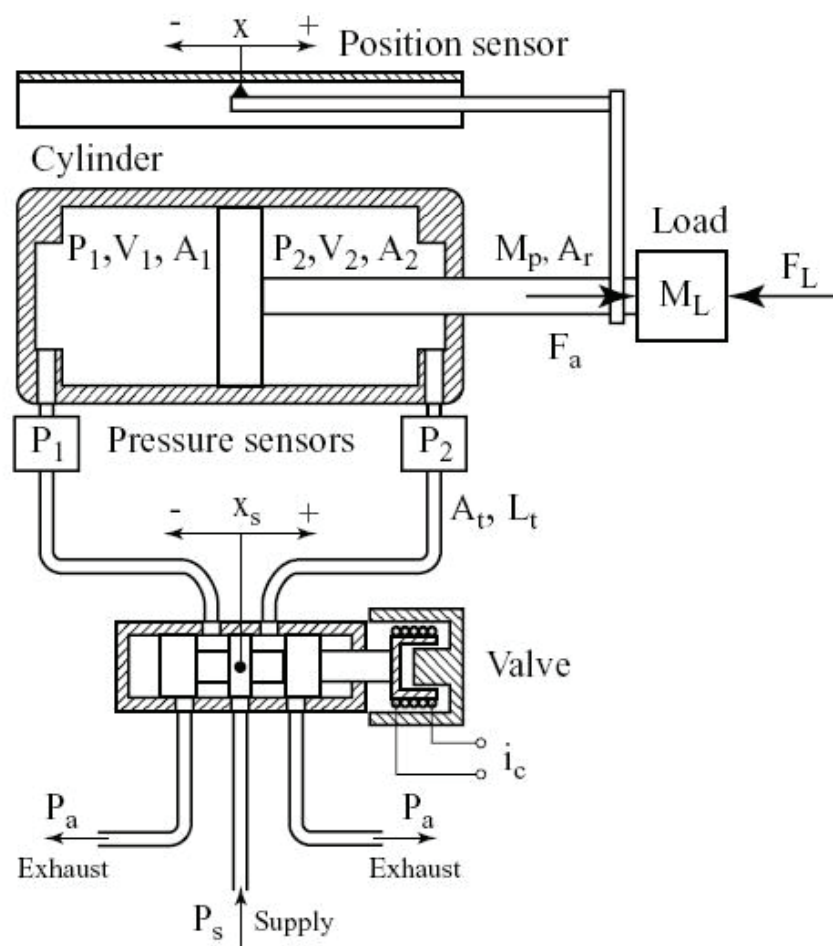 - x +
Position sensor
Cylinder
P1,V1, A1
P2,V2, A2
Mp, Ar
Load
ML
FL
Fa
P1
Pressure sensors
P2
- xs +
At, Lt
Valve
ic
Pa
Pa
Exhaust
Exhaust
Ps
Supply